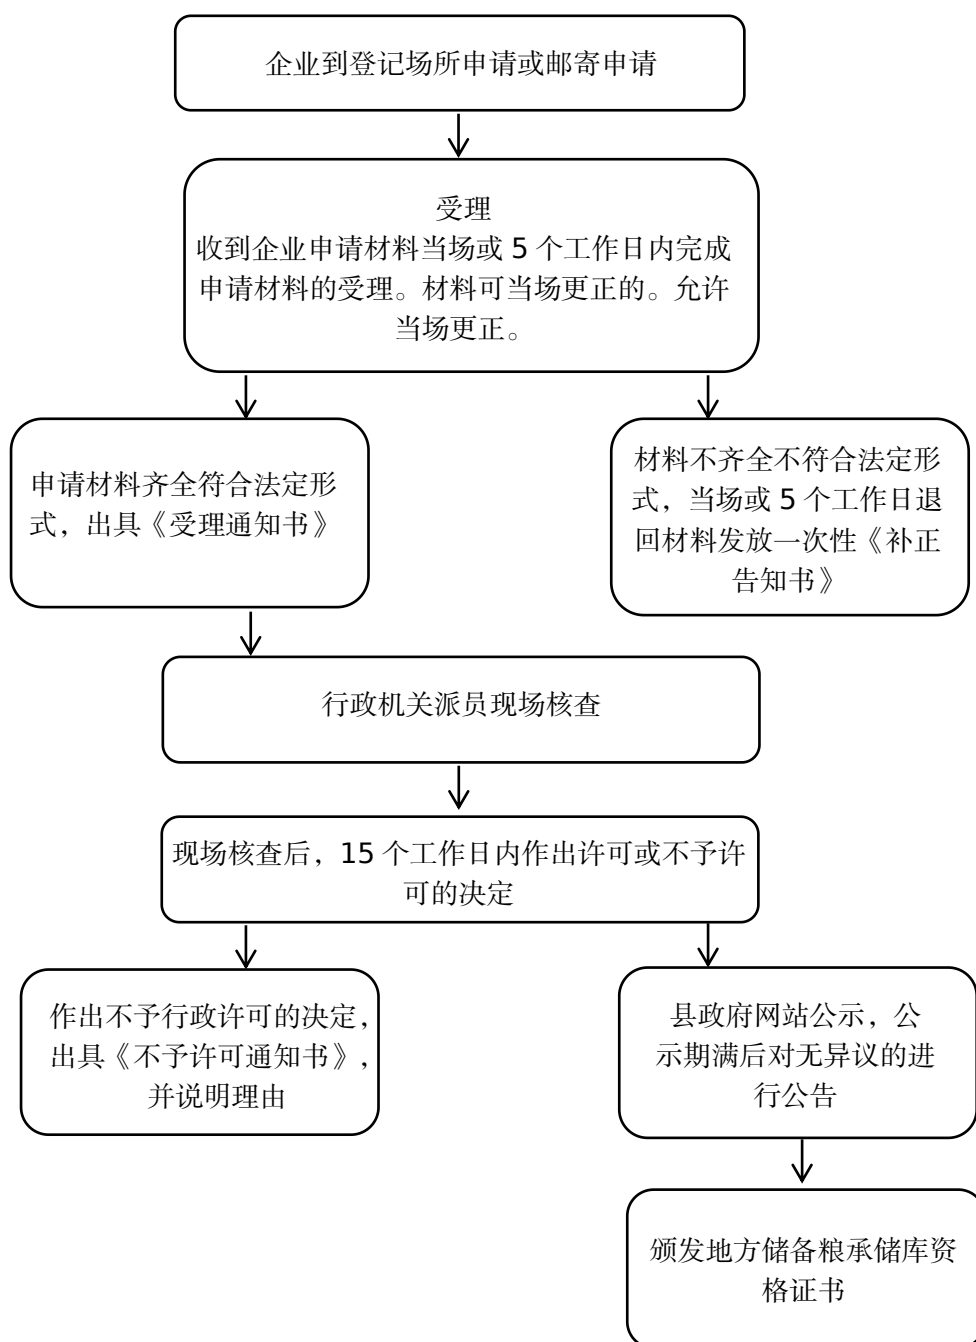 企业到登记场所申请或邮寄申请
受理
收到企业申请材料当场或 5 个工作日内完成
申请材料的受理。材料可当场更正的。允许
当场更正。
申请材料齐全符合法定形
式，出具《受理通知书》
材料不齐全不符合法定形
式，当场或 5 个工作日退
回材料发放一次性《补正
告知书》
行政机关派员现场核查
现场核查后，15 个工作日内作出许可或不予许
可的决定
作出不予行政许可的决定，
出具《不予许可通知书》，
并说明理由
县政府网站公示，公
示期满后对无异议的进
行公告
颁发地方储备粮承储库资
格证书